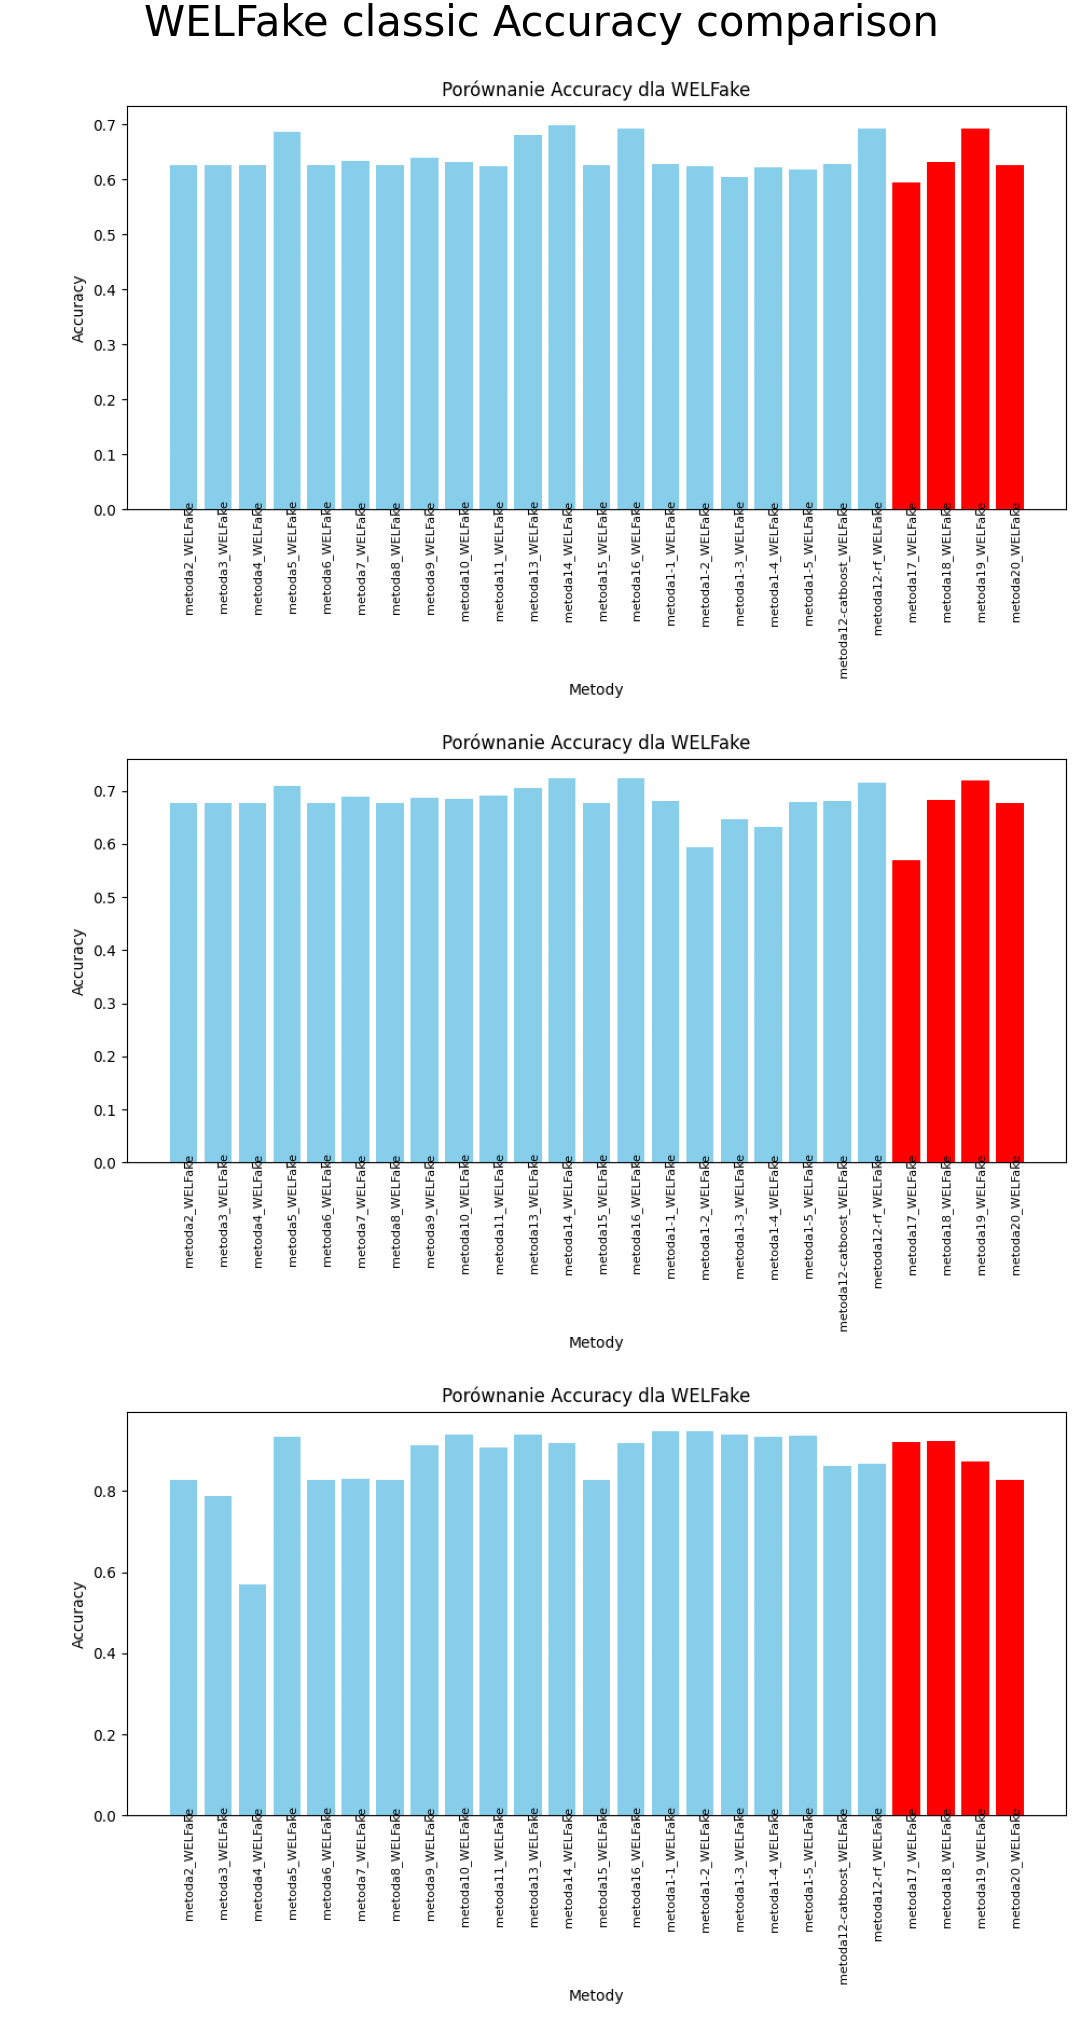 WELFake classic Accuracy comparison
Porównanie Accuracy dla WELFake
Accuracy
0.7
0.6
0.5
0.4
0.3
0.2
0.1
0.0
metoda2_WELFake
metoda3_WELFake
metoda4_WELFake
metoda5_WELFake
metoda6_WELFake
metoda7_WELFake
metoda8_WELFake
metoda9_WELFake
metoda10_WELFake
metoda11_WELFake
metoda13_WELFake
metoda14_WELFake
metoda15_WELFake
metoda16_WELFake
metoda1-1_WELFake
metoda1-2_WELFake
metoda1-3_WELFake
metoda1-4_WELFake
metoda1-5_WELFake
metoda12-catboost_WELFake
metoda12-rf_WELFake
metoda17_WELFake
metoda18_WELFake
metoda19_WELFake
metoda20_WELFake
Metody
Porównanie Accuracy dla WELFake
Accuracy
0.7
0.6
0.5
0.4
0.3
0.2
0.1
0.0
metoda2_WELFake
metoda3_WELFake
metoda4_WELFake
metoda5_WELFake
metoda6_WELFake
metoda7_WELFake
metoda8_WELFake
metoda9_WELFake
metoda10_WELFake
metoda11_WELFake
metoda13_WELFake
metoda14_WELFake
metoda15_WELFake
metoda16_WELFake
metoda1-1_WELFake
metoda1-2_WELFake
metoda1-3_WELFake
metoda1-4_WELFake
metoda1-5_WELFake
metoda12-catboost_WELFake
metoda12-rf_WELFake
metoda17_WELFake
metoda18_WELFake
metoda19_WELFake
metoda20_WELFake
Metody
Porównanie Accuracy dla WELFake
Accuracy
0.8
0.6
0.4
0.2
0.0
metoda2_WELFake
metoda3_WELFake
metoda4_WELFake
metoda5_WELFake
metoda6_WELFake
metoda7_WELFake
metoda8_WELFake
metoda9_WELFake
metoda10_WELFake
metoda11_WELFake
metoda13_WELFake
metoda14_WELFake
metoda15_WELFake
metoda16_WELFake
metoda1-1_WELFake
metoda1-2_WELFake
metoda1-3_WELFake
metoda1-4_WELFake
metoda1-5_WELFake
metoda12-catboost_WELFake
metoda12-rf_WELFake
metoda17_WELFake
metoda18_WELFake
metoda19_WELFake
metoda20_WELFake
Metody